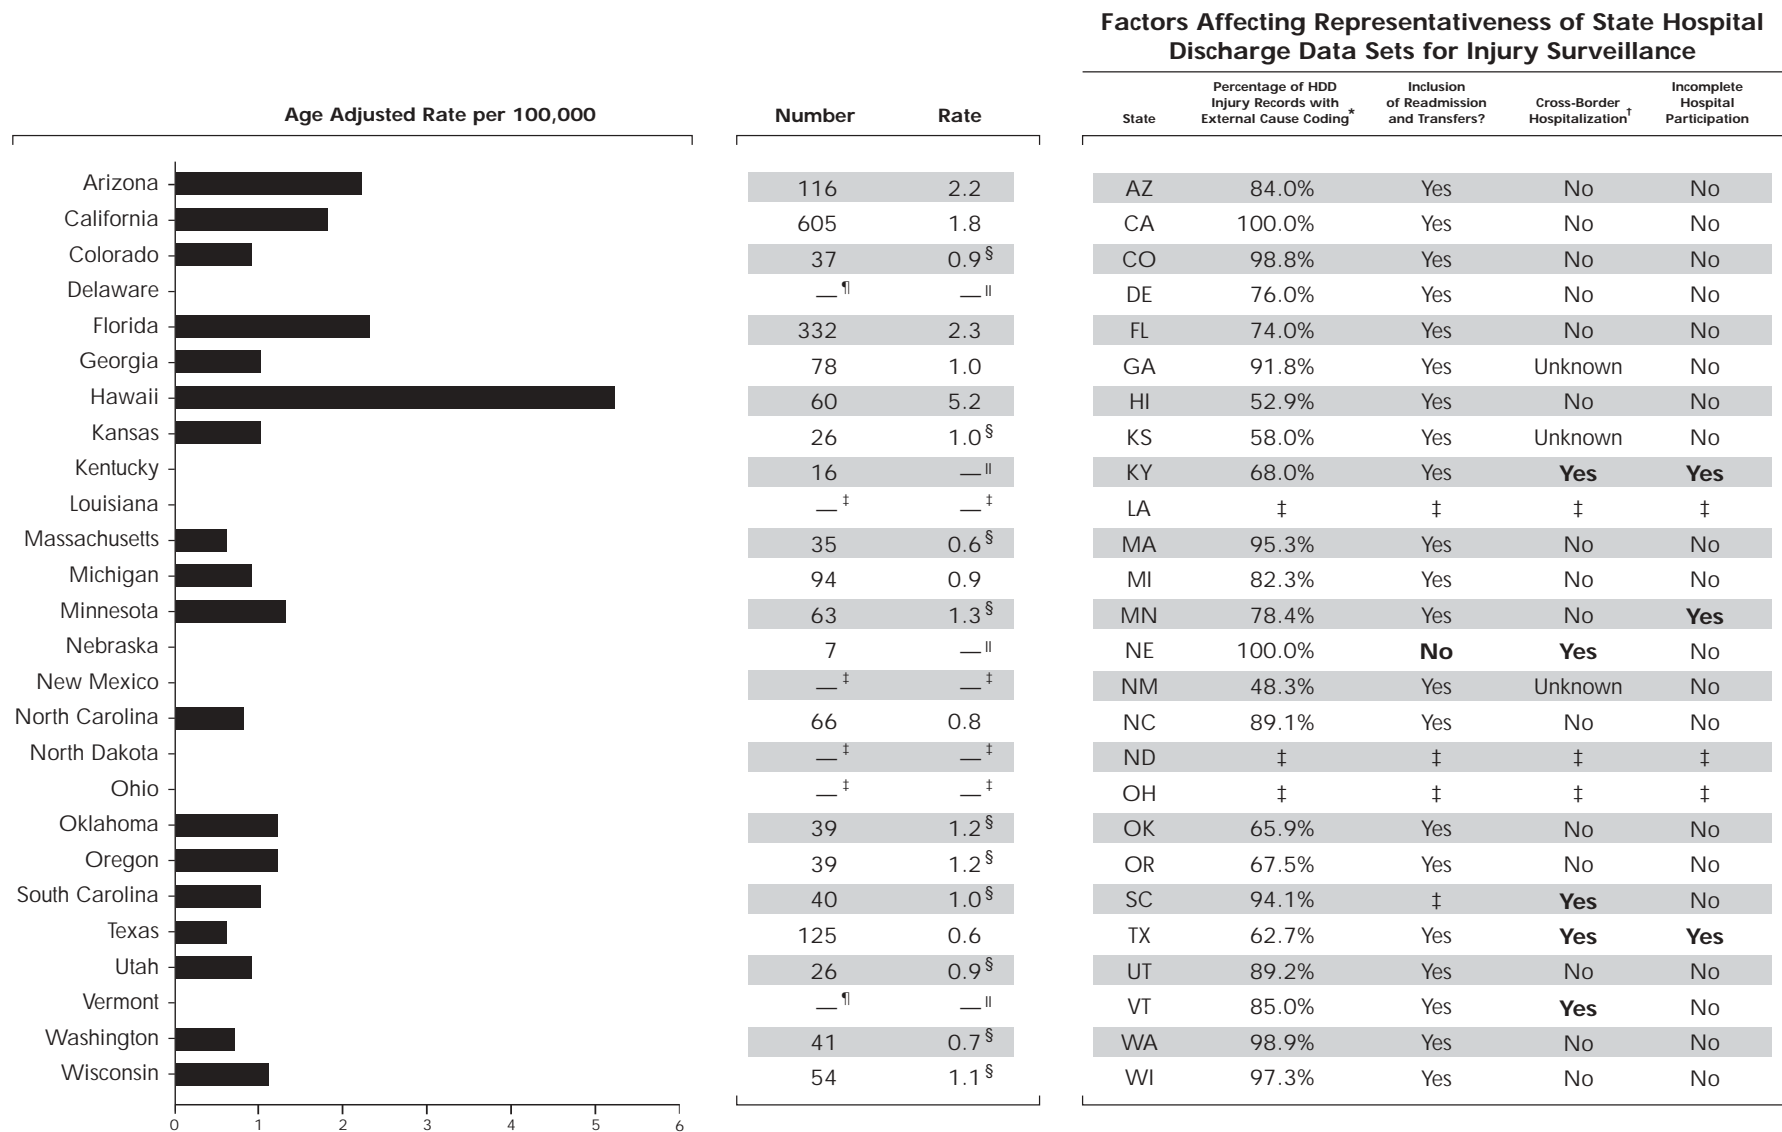 Factors Affecting Representativeness of State Hospital
Discharge Data Sets for Injury Surveillance
Age Adjusted Rate per 100,000
Number Rate
State
Percentage of HDD
Injury Records with
External Cause Coding*
Inclusion
of Readmission
and Transfers?
Cross-Border
Hospitalization†
Incomplete
Hospital
Participation
Arizona 116 2.2 AZ 84.0% Yes No No
California 605 1.8 CA 100.0% Yes No No
Colorado 37 0.9§ CO 98.8% Yes No No
Delaware —¶ —|| DE 76.0% Yes No No
Florida 332 2.3 FL 74.0% Yes No No
Georgia 78 1.0 GA 91.8% Yes Unknown No
Hawaii 60 5.2 HI 52.9% Yes No No
Kansas 26 1.0§ KS 58.0% Yes Unknown No
Kentucky 16 —|| KY 68.0% Yes Yes Yes
Louisiana —‡ —‡ LA ‡ ‡ ‡ ‡
Massachusetts 35 0.6§ MA 95.3% Yes No No
Michigan 94 0.9 MI 82.3% Yes No No
Minnesota 63 1.3§ MN 78.4% Yes No Yes
Nebraska 7 —|| NE 100.0% No Yes No
New Mexico —‡ —‡ NM 48.3% Yes Unknown No
North Carolina 66 0.8 NC 89.1% Yes No No
North Dakota —‡ —‡ ND ‡ ‡ ‡ ‡
Ohio —‡ —‡ OH ‡ ‡ ‡ ‡
Oklahoma 39 1.2§ OK 65.9% Yes No No
Oregon 39 1.2§ OR 67.5% Yes No No
South Carolina 40 1.0§ SC 94.1% ‡ Yes No
Texas 125 0.6 TX 62.7% Yes Yes Yes
Utah 26 0.9§ UT 89.2% Yes No No
Vermont —¶ —|| VT 85.0% Yes Yes No
Washington 41 0.7§ WA 98.9% Yes No No
Wisconsin 54 1.1§ WI 97.3% Yes No No
0 1 2 3 4 5 6